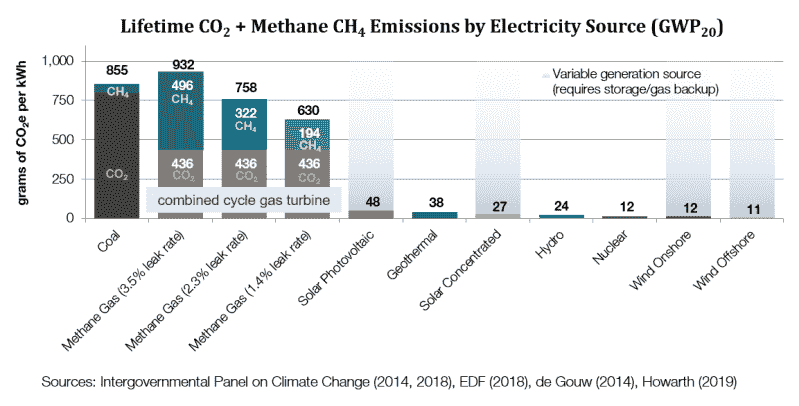 Lifetime CO₂ + Methane CH₄ Emissions by Electricity Source (GWP₂₀)
grams of CO₂e per kWh
1,000
750
500
250
0
855
CH₄
CO₂
932
496
CH₄
436
CO₂
758
322
CH₄
436
CO₂
630
194
CH₄
436
CO₂
combined cycle gas turbine
Variable generation source
(requires storage/gas backup)
48
38
27
24
12
12
11
Coal
Methane Gas (3.5% leak rate)
Methane Gas (2.3% leak rate)
Methane Gas (1.4% leak rate)
Solar Photovoltaic
Geothermal
Solar Concentrated
Hydro
Nuclear
Wind Onshore
Wind Offshore
Sources: Intergovernmental Panel on Climate Change (2014, 2018), EDF (2018), de Gouw (2014), Howarth (2019)